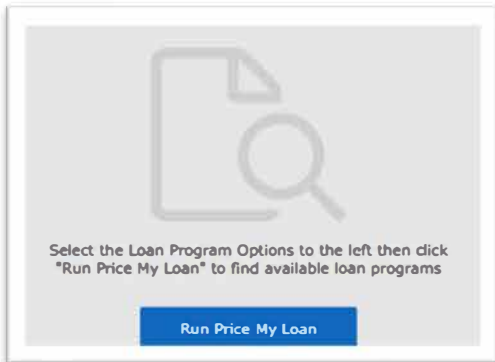 Select the Loan Program Options to the left then click
"Run Price My Loan" to find available loan programs
Run Price My Loan